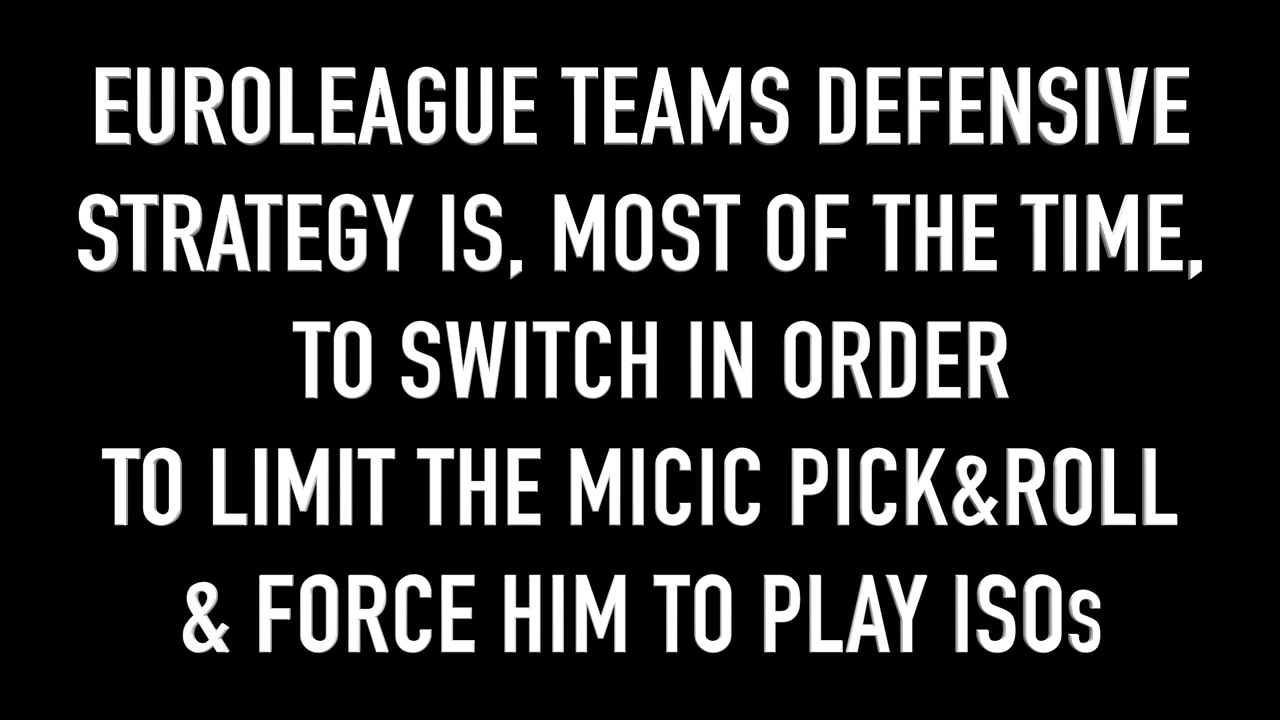 EUROLEAGUE TEAMS DEFENSIVE
STRATEGY IS, MOST OF THE TIME,
TO SWITCH IN ORDER
TO LIMIT THE MICIC PICK&ROLL
& FORCE HIM TO PLAY ISOs